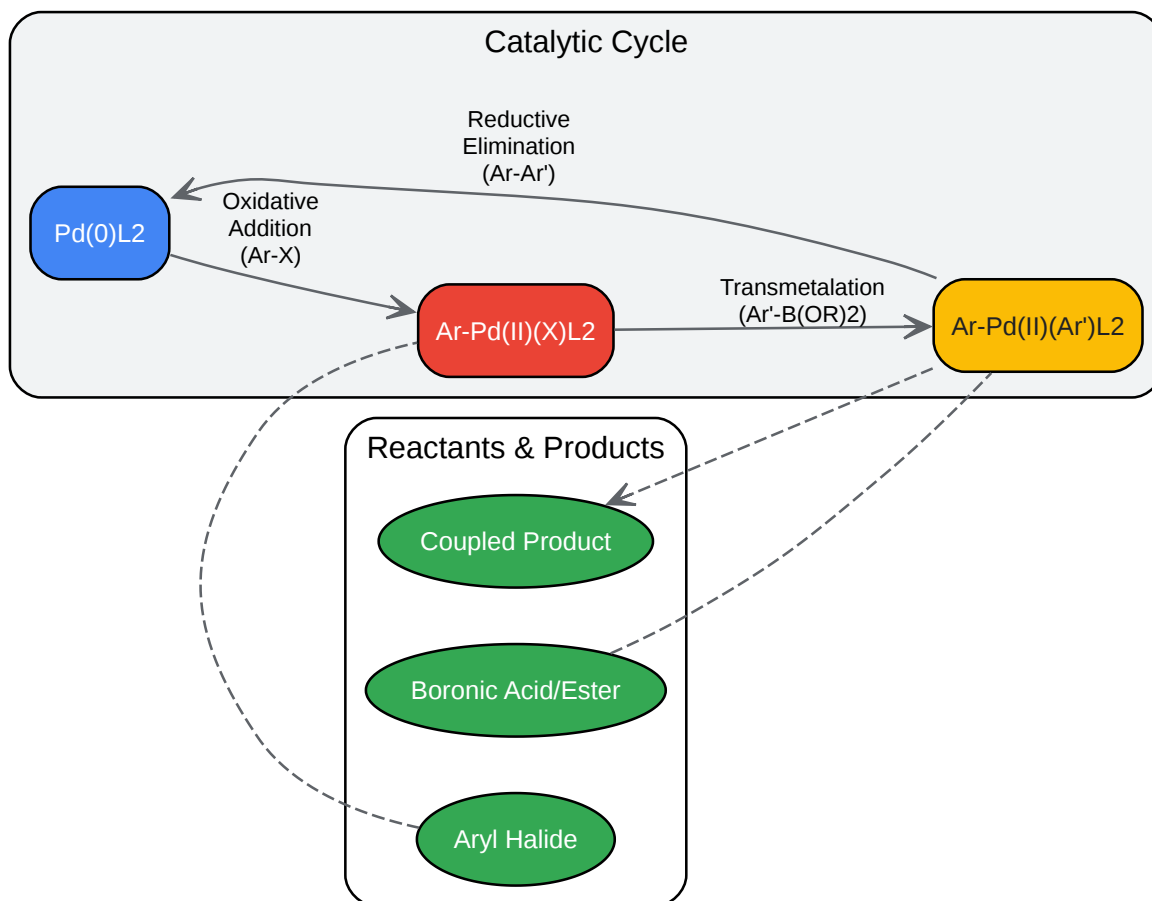 Catalytic Cycle
Reductive
Elimination
(Ar-Ar')
Pd(0)L2
Oxidative
Addition
(Ar-X)
Transmetalation
(Ar'-B(OR)2)
Ar-Pd(II)(X)L2
Ar-Pd(II)(Ar')L2
Reactants & Products
Coupled Product
Boronic Acid/Ester
Aryl Halide